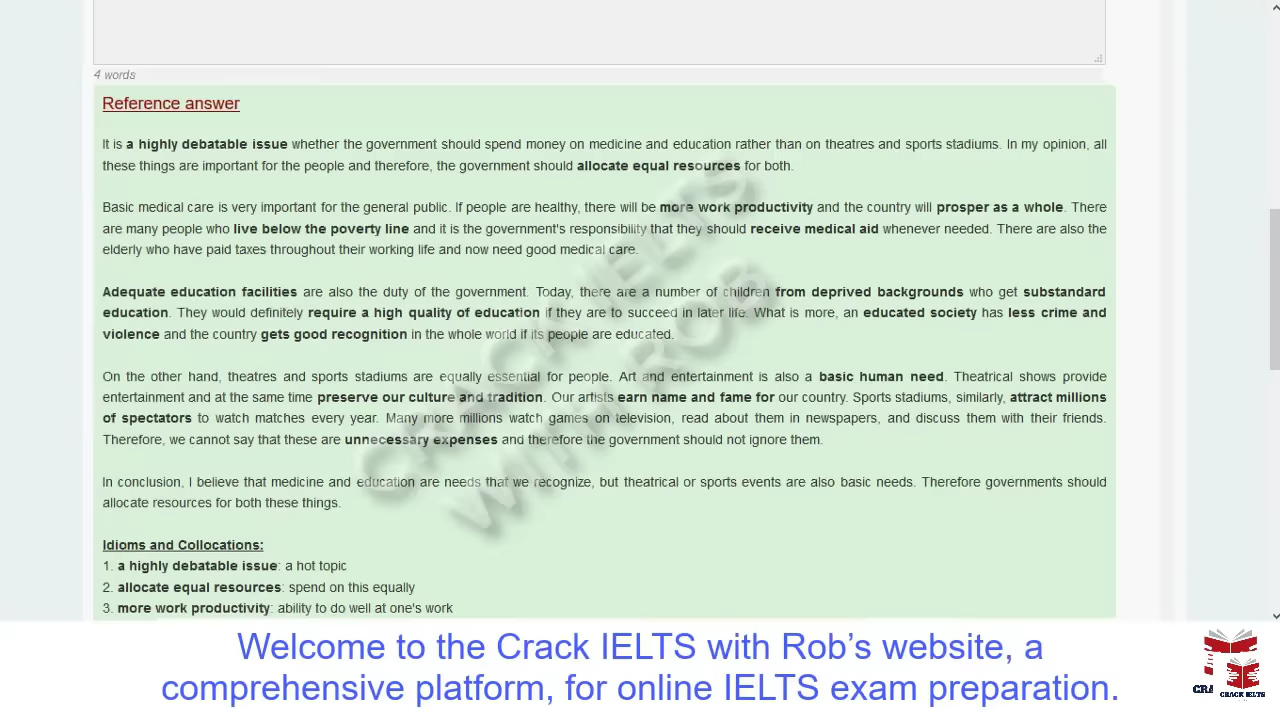 4 words
Reference answer
It is a highly debatable issue whether the government should spend money on medicine and education rather than on theatres and sports stadiums. In my opinion, all
these things are important for the people and therefore, the government should allocate equal resources for both.
Basic medical care is very important for the general public. If people are healthy, there will be more work productivity and the country will prosper as a whole. There
are many people who live below the poverty line and it is the government's responsibility that they should receive medical aid whenever needed. There are also the
elderly who have paid taxes throughout their working life and now need good medical care.
Adequate education facilities are also the duty of the government. Today, there are a number of children from deprived backgrounds who get substandard
education. They would definitely require a high quality of education if they are to succeed in later life. What is more, an educated society has less crime and
violence and the country gets good recognition in the whole world if its people are educated.
On the other hand, theatres and sports stadiums are equally essential for people. Art and entertainment is also a basic human need. Theatrical shows provide
entertainment and at the same time preserve our culture and tradition. Our artists earn name and fame for our country. Sports stadiums, similarly, attract millions
of spectators to watch matches every year. Many more millions watch games on television, read about them in newspapers, and discuss them with their friends.
Therefore, we cannot say that these are unnecessary expenses and therefore the government should not ignore them.
In conclusion, I believe that medicine and education are needs that we recognize, but theatrical or sports events are also basic needs. Therefore governments should
allocate resources for both these things.
Idioms and Collocations:
1. a highly debatable issue: a hot topic
2. allocate equal resources: spend on this equally
3. more work productivity: ability to do well at one's work
CRACK IELTS
WITH ROB
Welcome to the Crack IELTS with Rob's website, a
comprehensive platform, for online IELTS exam preparation.
CRACK IELTS